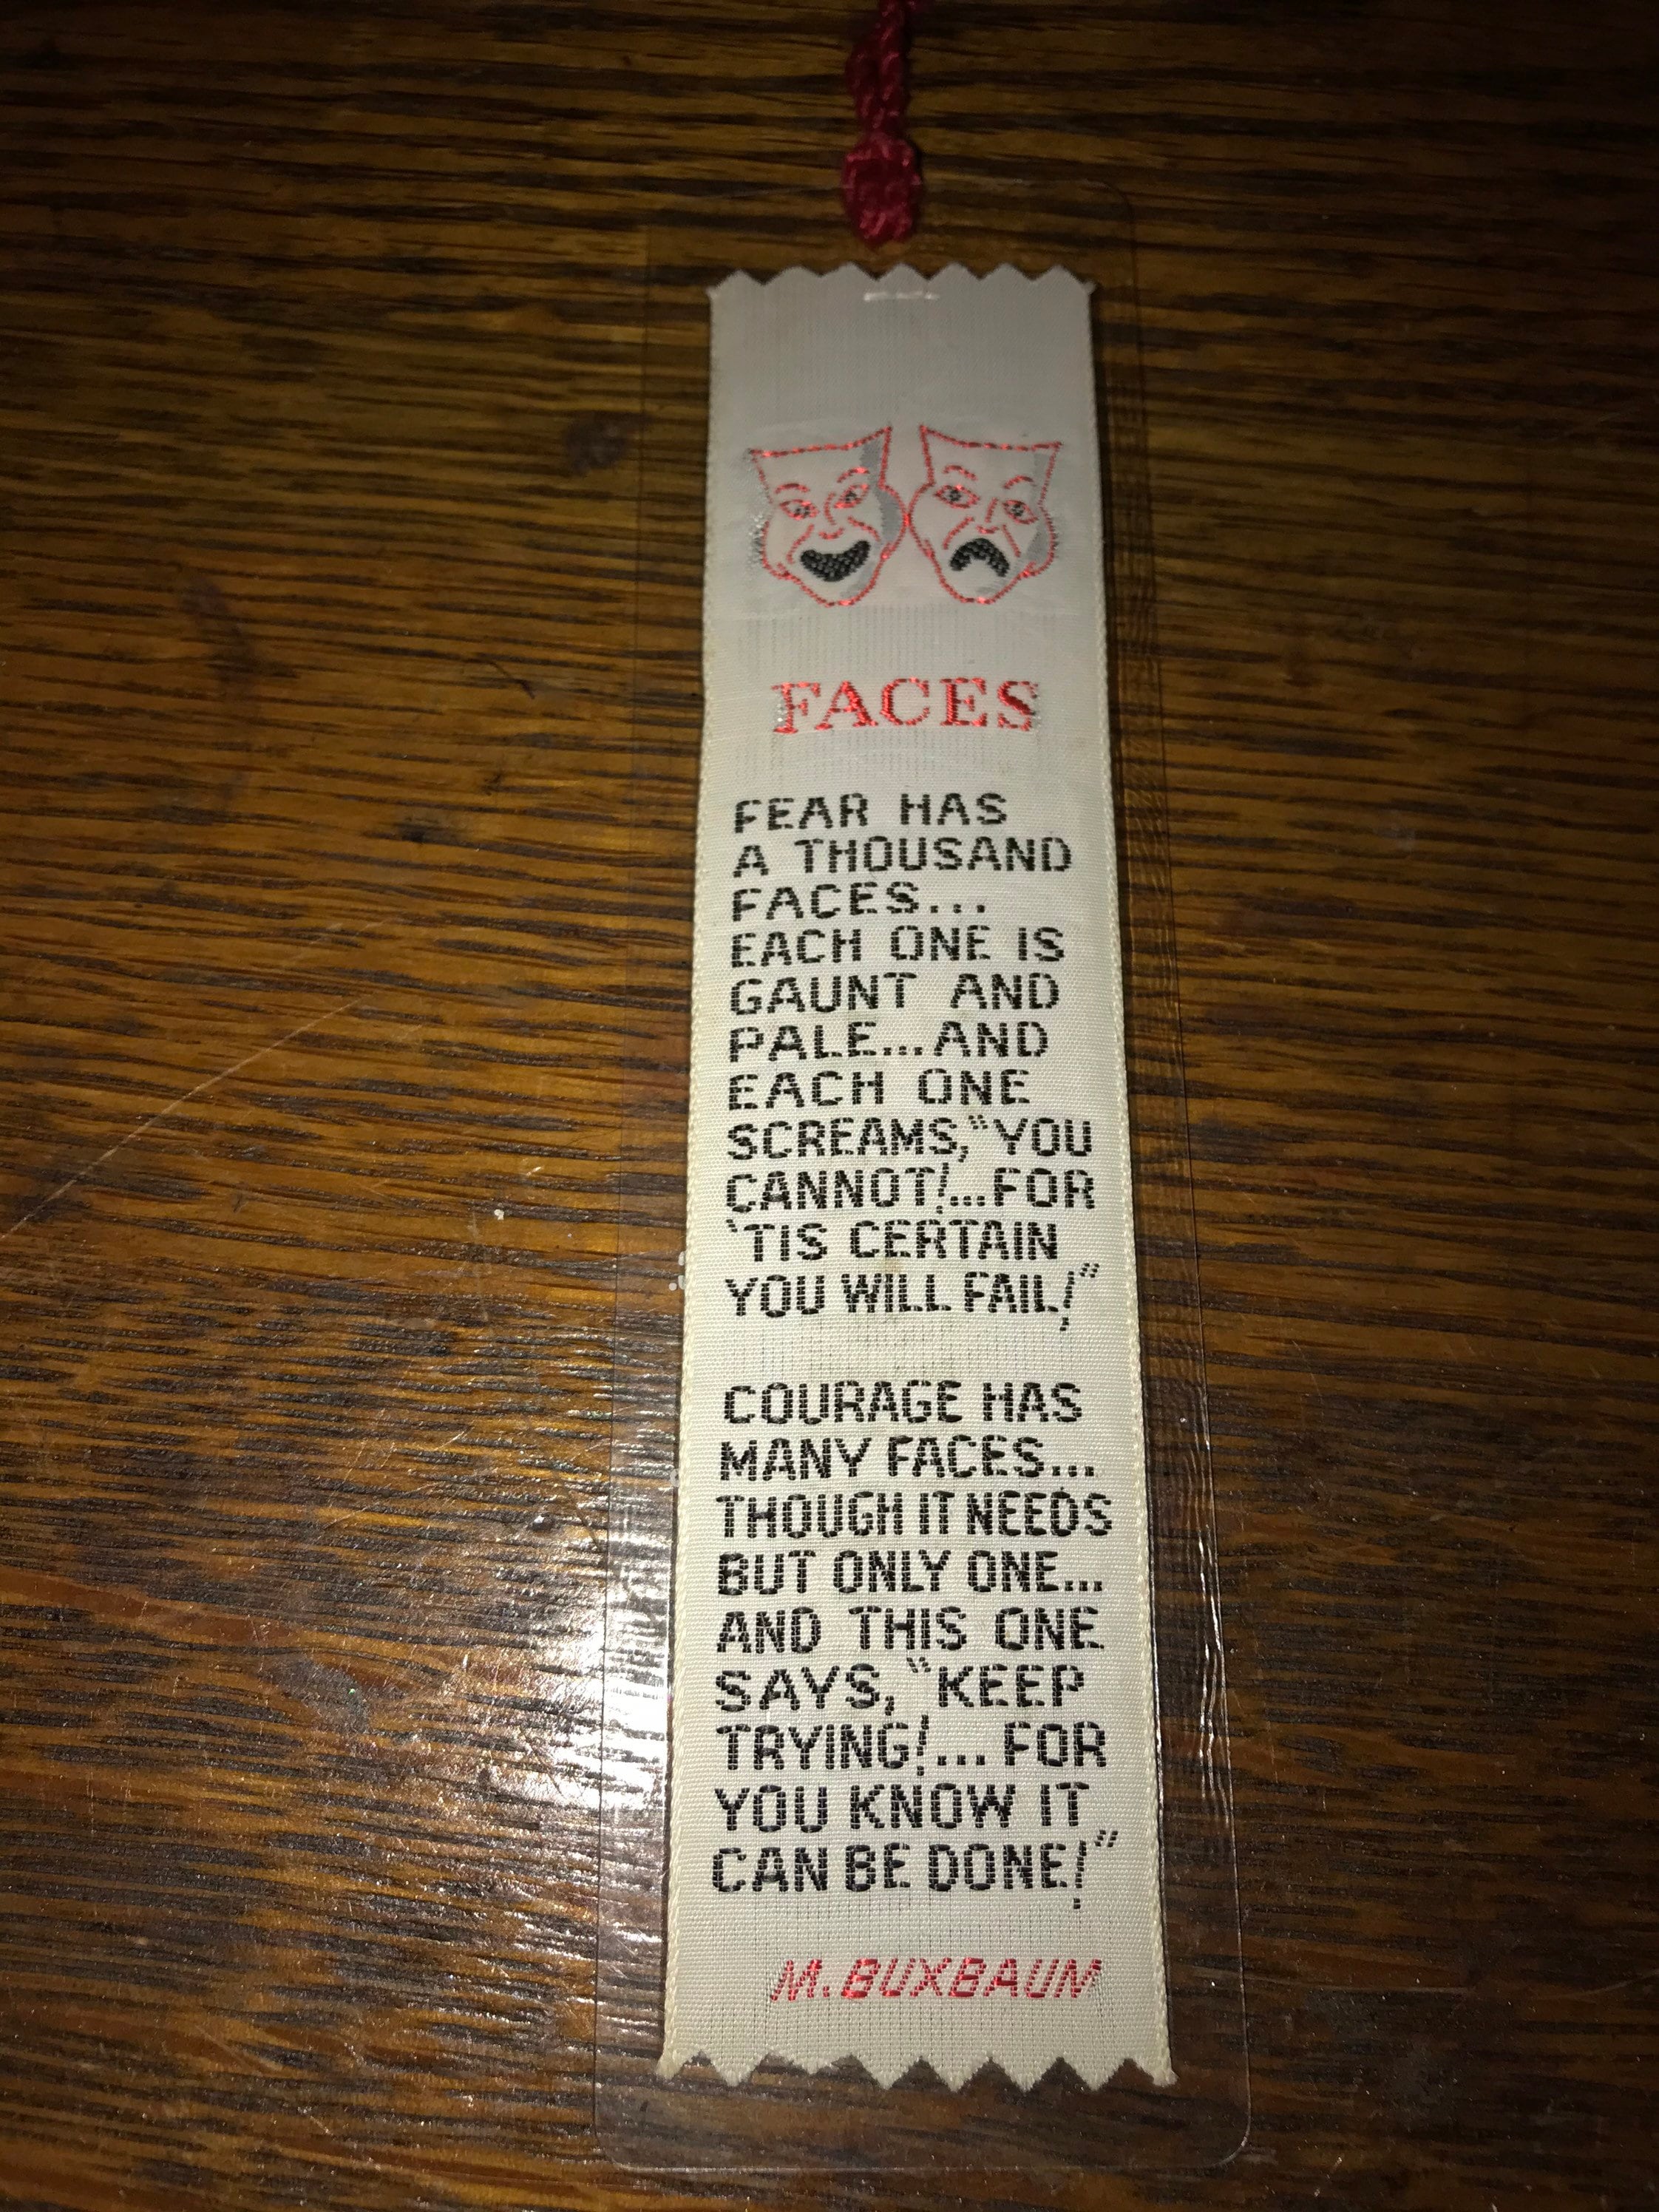 FACES
FEAR HAS
A THOUSAND
FACES...
EACH ONE IS
GAUNT AND
PALE...AND
EACH ONE
SCREAMS, "YOU
CANNOT!...FOR
'TIS CERTAIN
YOU WILL FAIL!"
COURAGE HAS
MANY FACES...
THOUGH IT NEEDS
BUT ONLY ONE...
AND THIS ONE
SAYS, "KEEP
TRYING!...FOR
YOU KNOW IT
CAN BE DONE!"
M.BUXBAUM